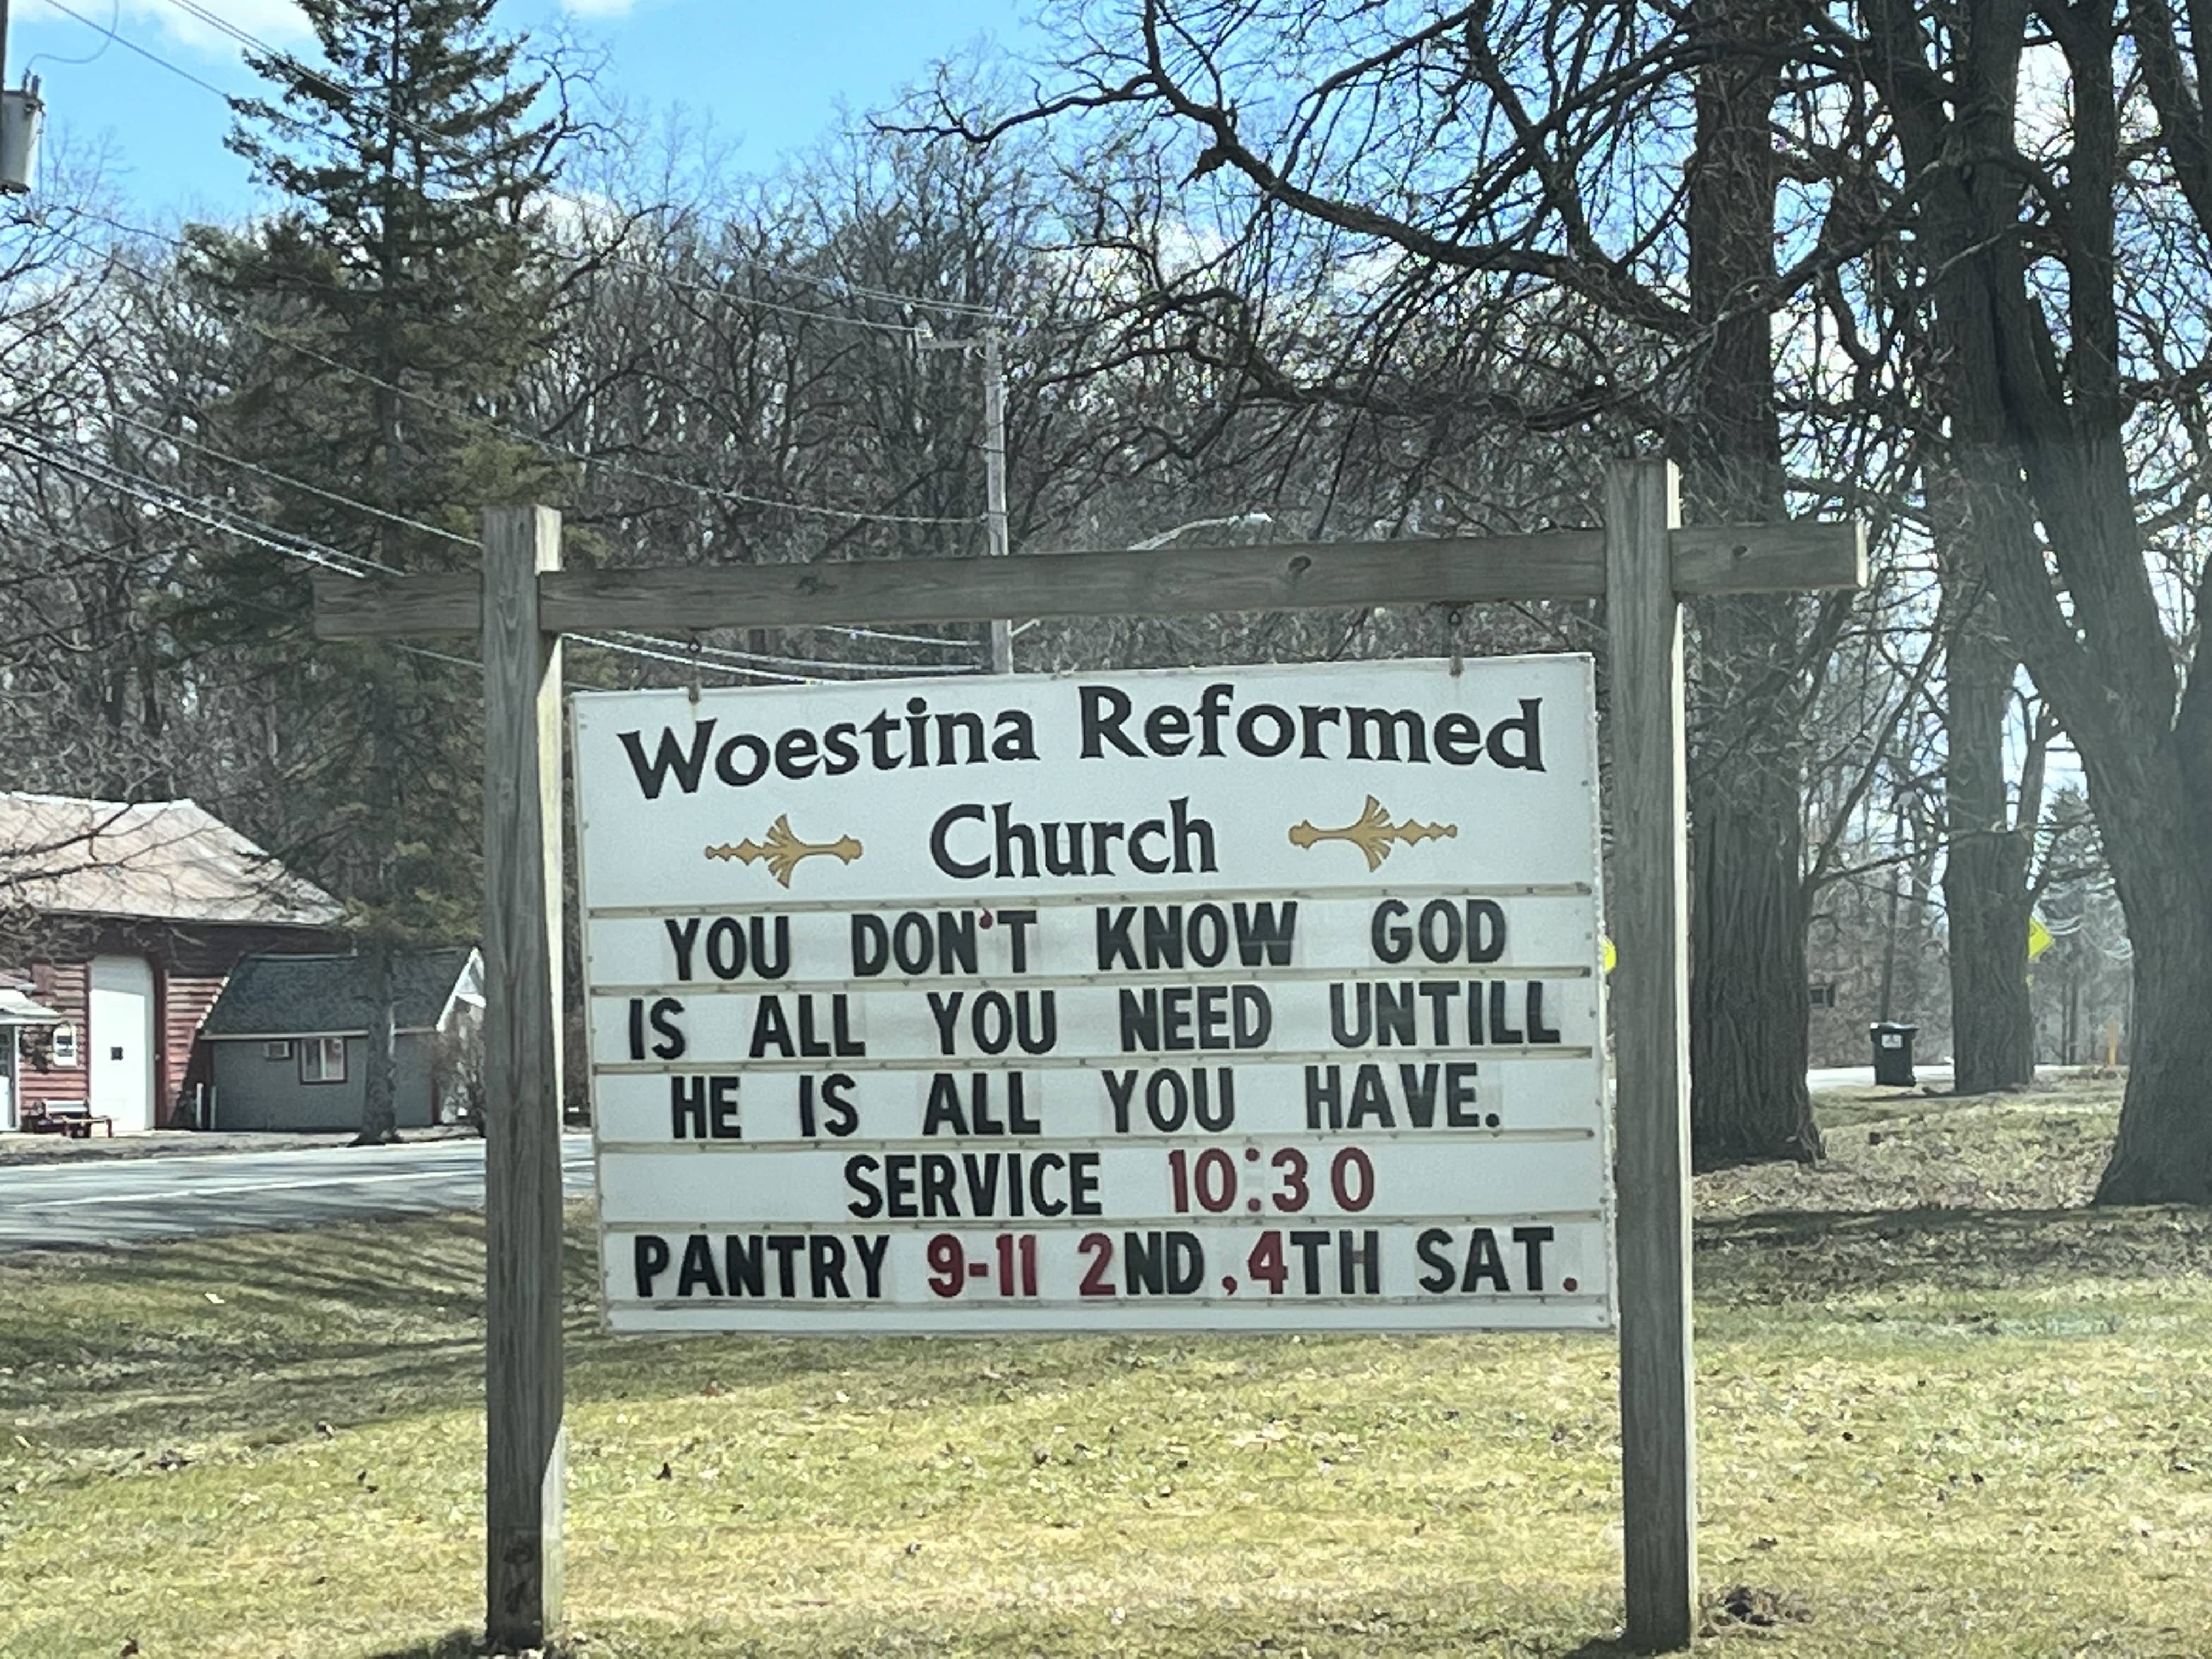 Woestina Reformed
Church
YOU DON'T KNOW GOD
IS ALL YOU NEED UNTILL
HE IS ALL YOU HAVE.
SERVICE 10:30
PANTRY 9-11 2ND,4TH SAT.